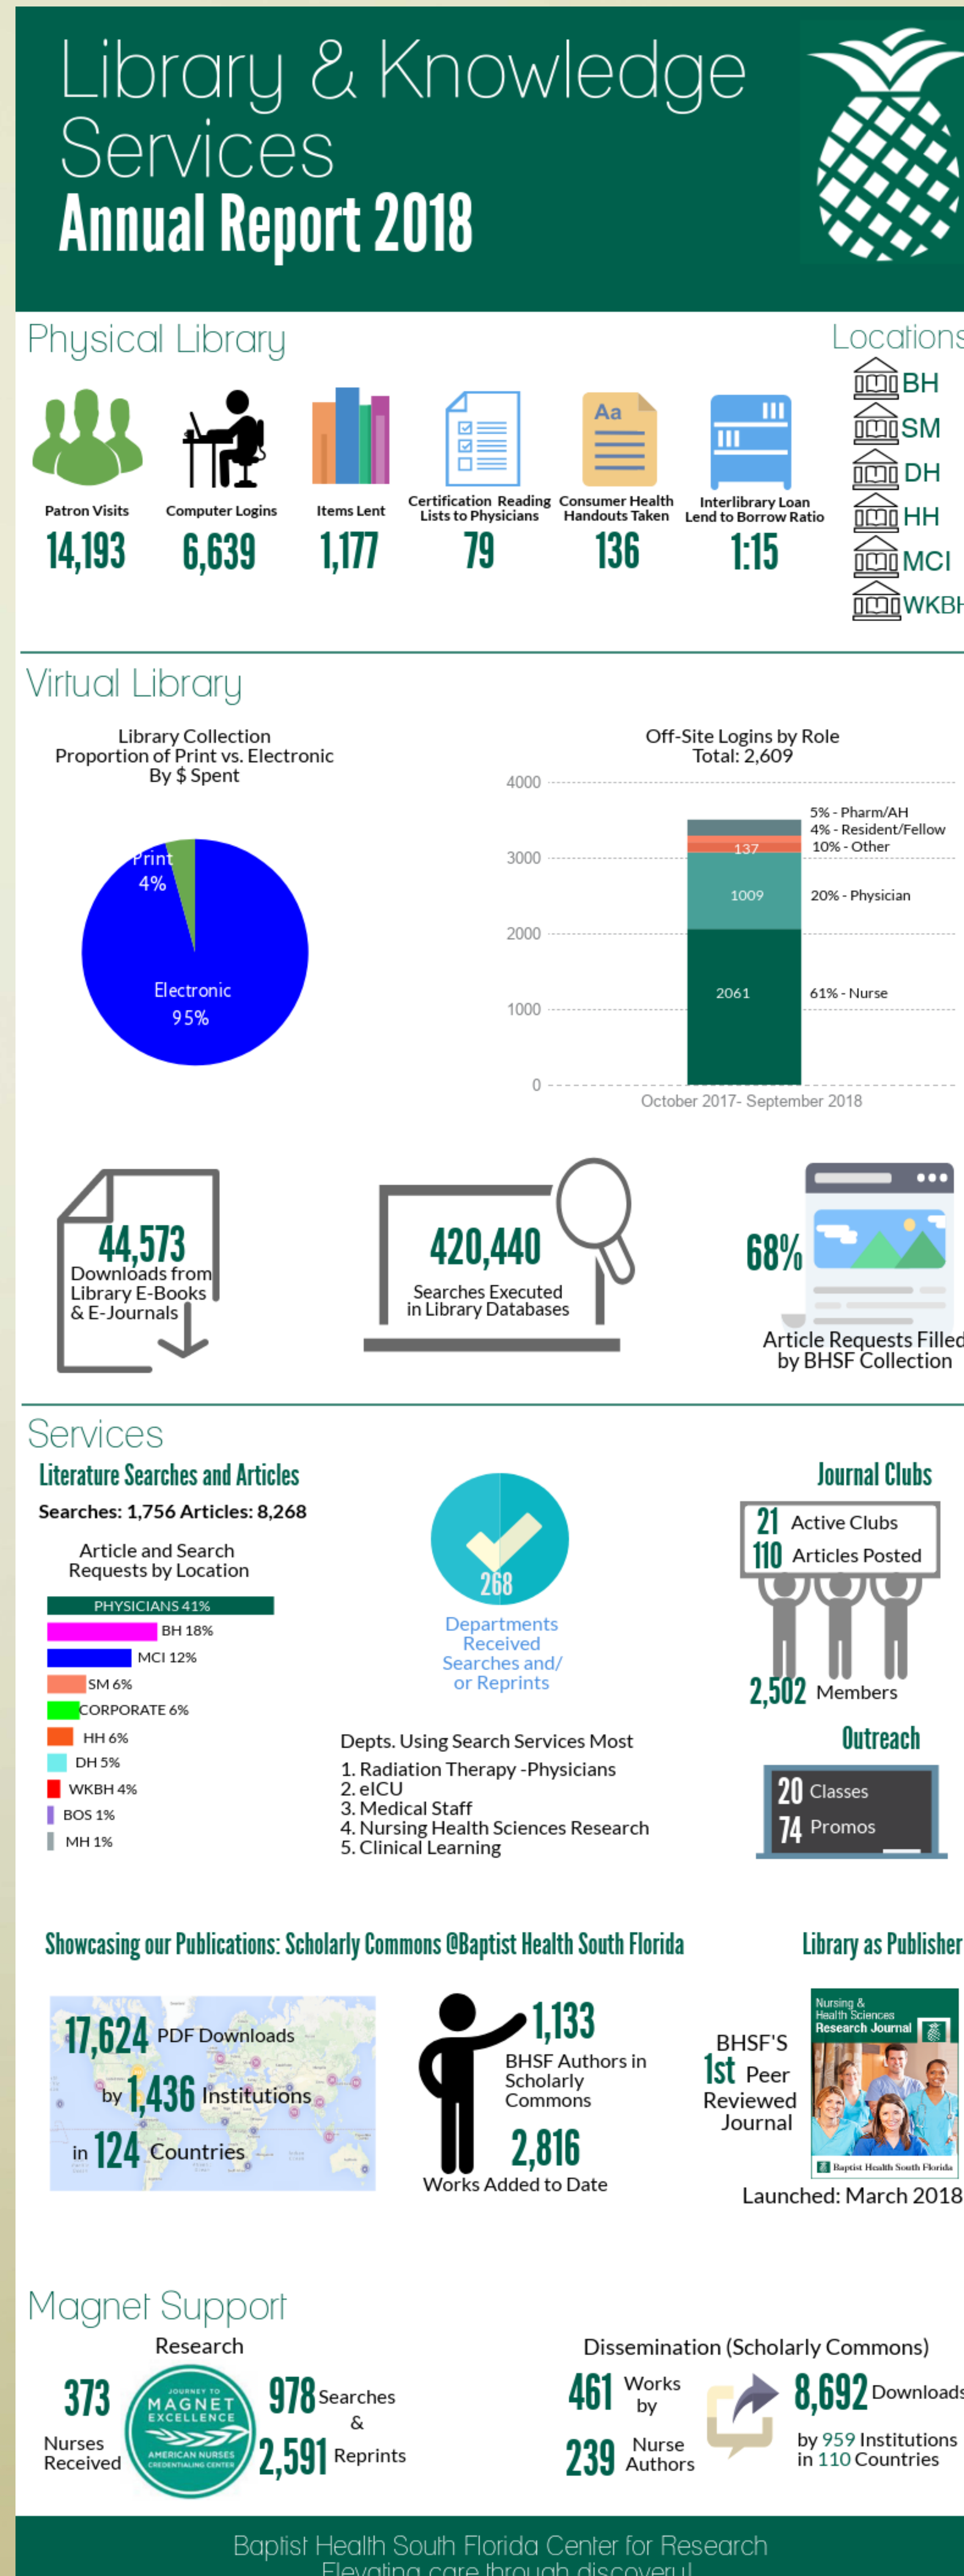 Library & Knowledge
Services
Annual Report 2018
Physical Library
Patron Visits
14,193
Computer Logins
6,639
Items Lent
1,177
Certification Reading
Lists to Physicians
79
Aa
Consumer Health
Handouts Taken
136
Interlibrary Loan
Lend to Borrow Ratio
1:15
Locations
BH
SM
DH
HH
MCI
WKBH
Virtual Library
Library Collection
Proportion of Print vs. Electronic
By $ Spent
Print
4%
Electronic
95%
Off-Site Logins by Role
Total: 2,609
4000
3000
2000
1000
0
137
1009
2061
5% - Pharm/AH
4% - Resident/Fellow
10% - Other
20% - Physician
61% - Nurse
October 2017- September 2018
44,573
Downloads from
Library E-Books
& E-Journals
420,440
Searches Executed
in Library Databases
68%
Article Requests Filled
by BHSF Collection
Services
Literature Searches and Articles
Searches: 1,756 Articles: 8,268
Article and Search
Requests by Location
PHYSICIANS 41%
BH 18%
MCI 12%
SM 6%
CORPORATE 6%
HH 6%
DH 5%
WKBH 4%
BOS 1%
MH 1%
268
Departments
Received
Searches and/
or Reprints
Depts. Using Search Services Most
1. Radiation Therapy -Physicians
2. eICU
3. Medical Staff
4. Nursing Health Sciences Research
5. Clinical Learning
Journal Clubs
21 Active Clubs
110 Articles Posted
2,502 Members
Outreach
20 Classes
74 Promos
Showcasing our Publications: Scholarly Commons @Baptist Health South Florida
17,624 PDF Downloads
by 1,436 Institutions
in 124 Countries
1,133
BHSF Authors in
Scholarly
Commons
2,816
Works Added to Date
Library as Publisher
BHSF'S
1st Peer
Reviewed
Journal
Nursing &
Health Sciences
Research Journal
Baptist Health South Florida
Launched: March 2018
Magnet Support
Research
373
Nurses
Received
JOURNEY TO
MAGNET
EXCELLENCE
AMERICAN NURSES
CREDENTIALING CENTER
978 Searches
&
2,591 Reprints
Dissemination (Scholarly Commons)
461 Works
by
239 Nurse
Authors
8,692 Downloads
by 959 Institutions
in 110 Countries
Baptist Health South Florida Center for Research
Elevating care through discovery!